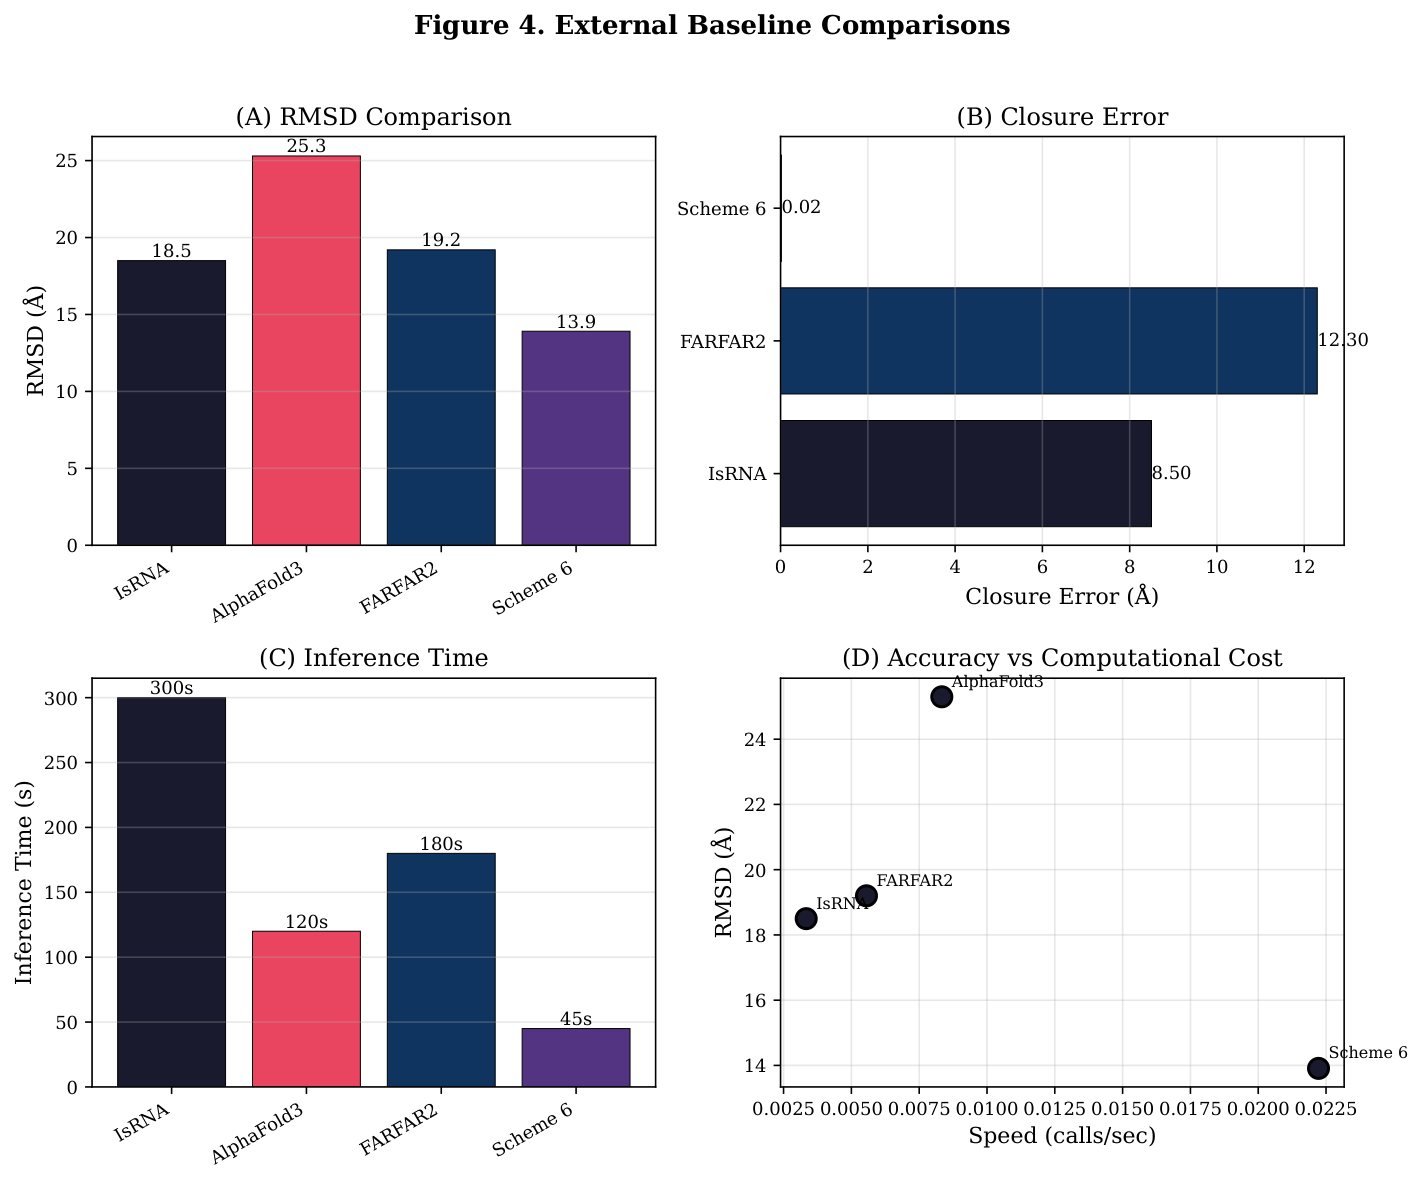 Figure 4. External Baseline Comparisons
(A) RMSD Comparison
RMSD (Å)
25
20
15
10
5
0
18.5
25.3
19.2
13.9
IsRNA
AlphaFold3
FARFAR2
Scheme 6
(B) Closure Error
Scheme 6
FARFAR2
IsRNA
0.02
12.30
8.50
0 2 4 6 8 10 12
Closure Error (Å)
(C) Inference Time
Inference Time (s)
300
250
200
150
100
50
0
300s
120s
180s
45s
IsRNA
AlphaFold3
FARFAR2
Scheme 6
(D) Accuracy vs Computational Cost
RMSD (Å)
24
22
20
18
16
14
AlphaFold3
FARFAR2
IsRNA
Scheme 6
0.0025 0.0050 0.0075 0.0100 0.0125 0.0150 0.0175 0.0200 0.0225
Speed (calls/sec)